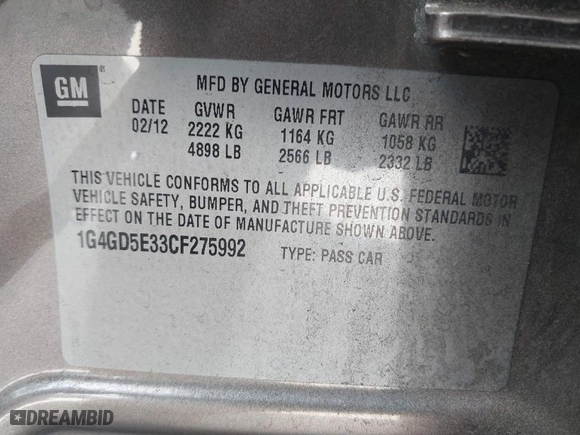 GM ®
MFD BY GENERAL MOTORS LLC
DATE GVWR GAWR FRT GAWR RR
02/12 2222 KG 1164 KG 1058 KG
4898 LB 2566 LB 2332 LB
THIS VEHICLE CONFORMS TO ALL APPLICABLE U.S. FEDERAL MOTOR
VEHICLE SAFETY, BUMPER, AND THEFT PREVENTION STANDARDS IN
EFFECT ON THE DATE OF MANUFACTURE SHOWN ABOVE.
1G4GD5E33CF275992 TYPE: PASS CAR
DREAMBID